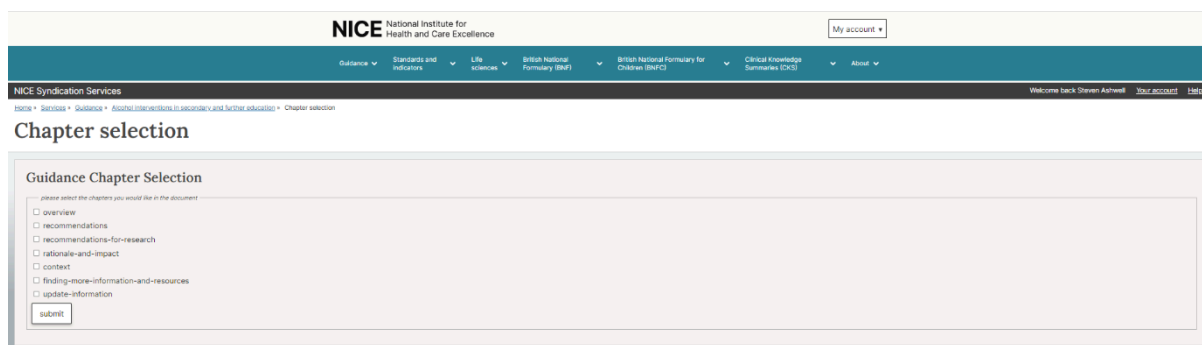 NICE National Institute for
Health and Care Excellence
My account ▾
Guidance
Standards and
indicators
Life
sciences
British National
Formulary (BNF)
British National Formulary for
Children (BNFC)
Clinical Knowledge
Summaries (CKS)
About
NICE Syndication Services
Welcome back Steven Ashwell Your account Help
Home » Services » Guidance » Alcohol interventions in secondary and further education » Chapter selection
Chapter selection
Guidance Chapter Selection
please select the chapters you would like in the document
overview
recommendations
recommendations-for-research
rationale-and-impact
context
finding-more-information-and-resources
update-information
submit